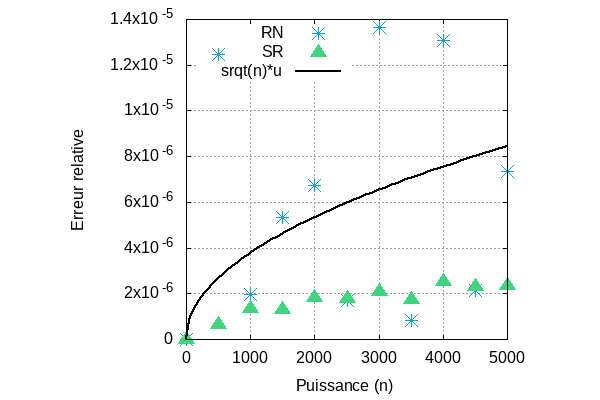 1.4x10 -5
1.2x10 -5
1x10 -5
8x10 -6
6x10 -6
4x10 -6
2x10 -6
0
RN
SR
srqt(n)*u
Erreur relative
0 1000 2000 3000 4000 5000
Puissance (n)